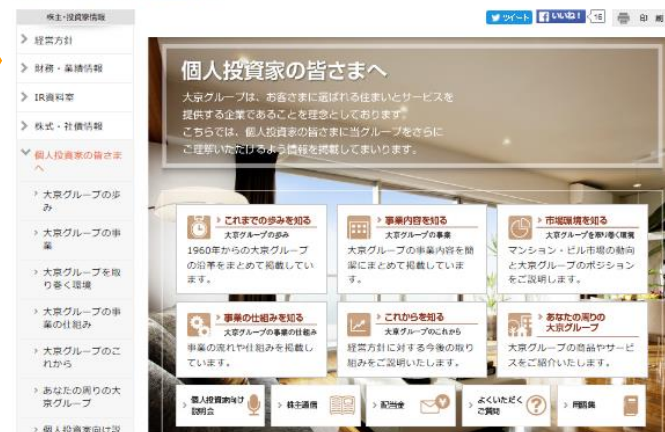 株主・投資家情報
ツイート
いいね！
16
印
経営方針
財務・業績情報
IR資料室
株式・社債情報
個人投資家の皆さま
へ
大京グループの歩
み
大京グループの事
業
大京グループを取
り巻く環境
大京グループの事
業の仕組み
大京グループのこ
れから
あなたの周りの大
京グループ
個人投資家向け説
個人投資家の皆さまへ
大京グループは、お客さまに選ばれる住まいとサービスを
提供する企業であることを理念としております。
こちらでは、個人投資家の皆さまに当グループをさらに
ご理解いただけるよう情報を掲載してまいります。
これまでの歩みを知る
大京グループの歩み
1960年からの大京グループ
の沿革をまとめて掲載してい
ます。
事業内容を知る
大京グループの事業
大京グループの事業内容を簡
潔にまとめて掲載していま
す。
市場環境を知る
大京グループを取り巻く環境
マンション・ビル市場の動向
と大京グループのポジション
をご説明します。
事業の仕組みを知る
大京グループの事業の仕組み
事業の流れや仕組みを掲載し
ています。
これからを知る
大京グループのこれから
経営方針に対する今後の取り
組みをご説明いたします。
あなたの周りの
大京グループ
大京グループの商品やサービ
スをご紹介いたします。
個人投資家向け
説明会
株主通信
配当金
よくいただく
ご質問
用語集